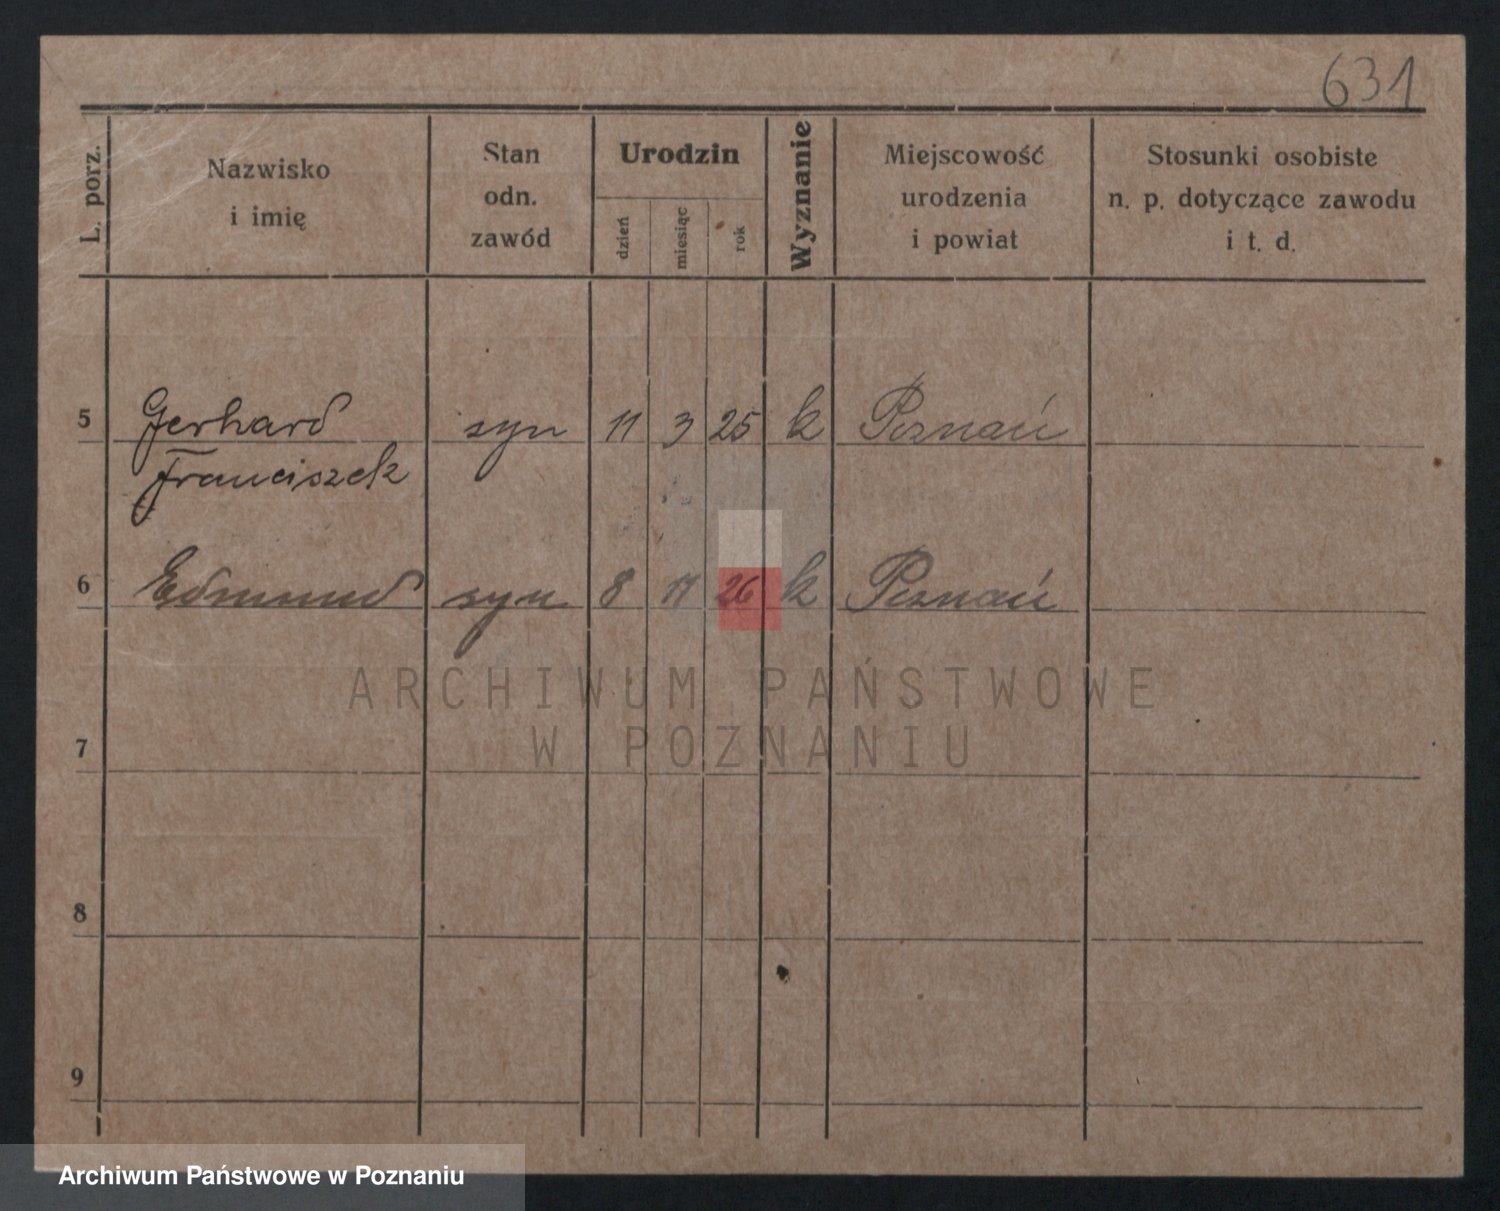 631
L. porz.
Nazwisko
i imię
Stan
odn.
zawód
Urodzin
dzień
miesiąc
rok
Wyznanie
Miejscowość
urodzenia
i powiat
Stosunki osobiste
n. p. dotyczące zawodu
i t. d.
5 Gerhard syn 11 3 25 k Poznań
Franciszek
6 Edmund syn 8 26 k Poznań
ARCHIWUM PAŃSTWOWE
W POZNANIU
7
8
9
Archiwum Państwowe w Poznaniu